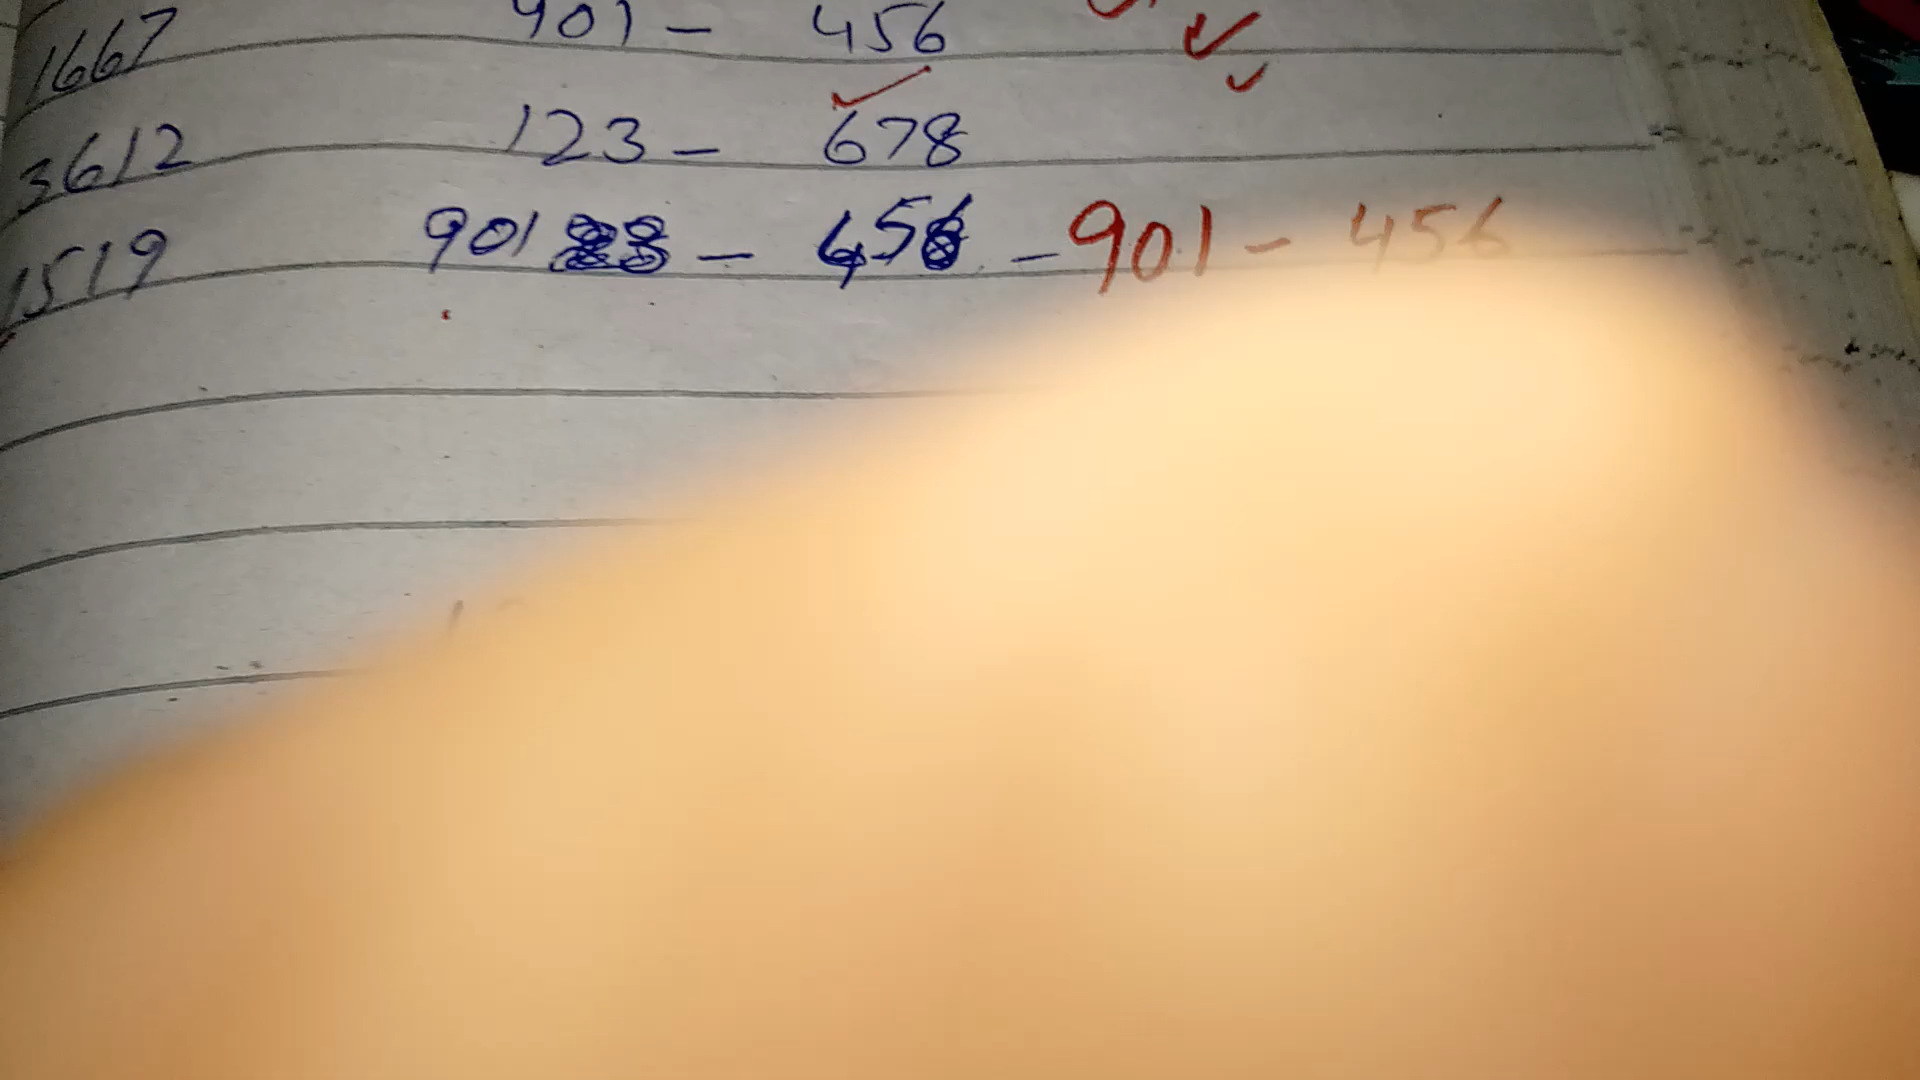 1667 901 - 456
3612 123 - 678
1519 901 - 456 - 901 - 456